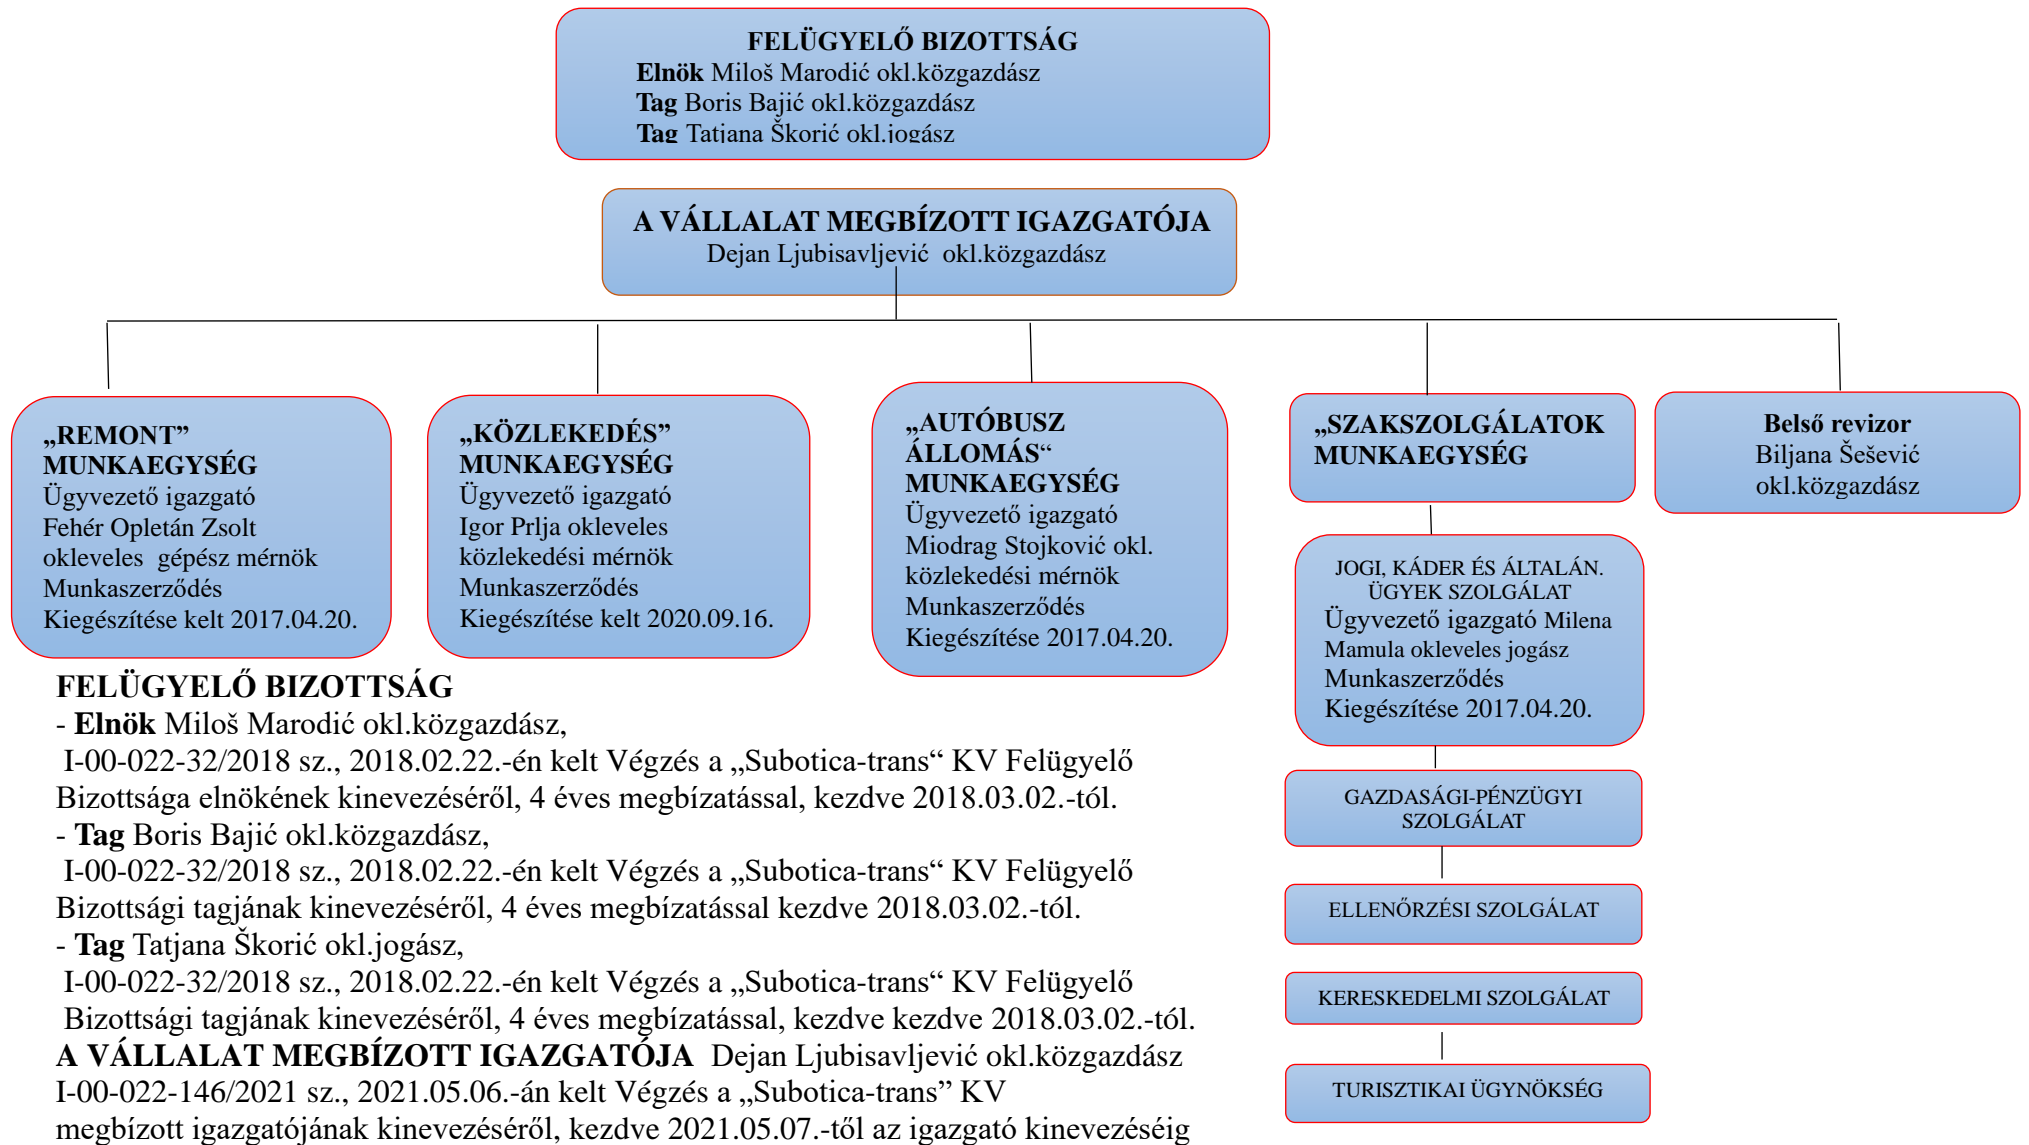 FELÜGYELŐ BIZOTTSÁG
Elnök Miloš Marodić okl.közgazdász
Tag Boris Bajić okl.közgazdász
Tag Tatjana Škorić okl.jogász
A VÁLLALAT MEGBÍZOTT IGAZGATÓJA
Dejan Ljubisavljević okl.közgazdász
„REMONT”
MUNKAEGYSÉG
Ügyvezető igazgató
Fehér Opletán Zsolt
okleveles gépész mérnök
Munkaszerződés
Kiegészítése kelt 2017.04.20.
„KÖZLEKEDÉS”
MUNKAEGYSÉG
Ügyvezető igazgató
Igor Prlja okleveles
közlekedési mérnök
Munkaszerződés
Kiegészítése kelt 2020.09.16.
„AUTÓBUSZ
ÁLLOMÁS“
MUNKAEGYSÉG
Ügyvezető igazgató
Miodrag Stojković okl.
közlekedési mérnök
Munkaszerződés
Kiegészítése 2017.04.20.
„SZAKSZOLGÁLATOK
MUNKAEGYSÉG
Belső revizor
Biljana Šešević
okl.közgazdász
JOGI, KÁDER ÉS ÁLTALÁN.
ÜGYEK SZOLGÁLAT
Ügyvezető igazgató Milena
Mamula okleveles jogász
Munkaszerződés
Kiegészítése 2017.04.20.
GAZDASÁGI-PÉNZÜGYI
SZOLGÁLAT
ELLENŐRZÉSI SZOLGÁLAT
KERESKEDELMI SZOLGÁLAT
TURISZTIKAI ÜGYNÖKSÉG
FELÜGYELŐ BIZOTTSÁG
- Elnök Miloš Marodić okl.közgazdász,
I-00-022-32/2018 sz., 2018.02.22.-én kelt Végzés a „Subotica-trans“ KV Felügyelő
Bizottsága elnökének kinevezéséről, 4 éves megbízatással, kezdve 2018.03.02.-tól.
- Tag Boris Bajić okl.közgazdász,
I-00-022-32/2018 sz., 2018.02.22.-én kelt Végzés a „Subotica-trans“ KV Felügyelő
Bizottsági tagjának kinevezéséről, 4 éves megbízatással kezdve 2018.03.02.-tól.
- Tag Tatjana Škorić okl.jogász,
I-00-022-32/2018 sz., 2018.02.22.-én kelt Végzés a „Subotica-trans“ KV Felügyelő
Bizottsági tagjának kinevezéséről, 4 éves megbízatással, kezdve kezdve 2018.03.02.-tól.
A VÁLLALAT MEGBÍZOTT IGAZGATÓJA Dejan Ljubisavljević okl.közgazdász
I-00-022-146/2021 sz., 2021.05.06.-án kelt Végzés a „Subotica-trans” KV
megbízott igazgatójának kinevezéséről, kezdve 2021.05.07.-től az igazgató kinevezéséig